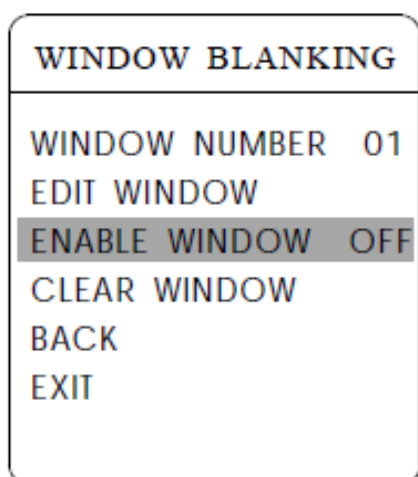 WINDOW BLANKING
WINDOW NUMBER 01
EDIT WINDOW
ENABLE WINDOW OFF
CLEAR WINDOW
BACK
EXIT